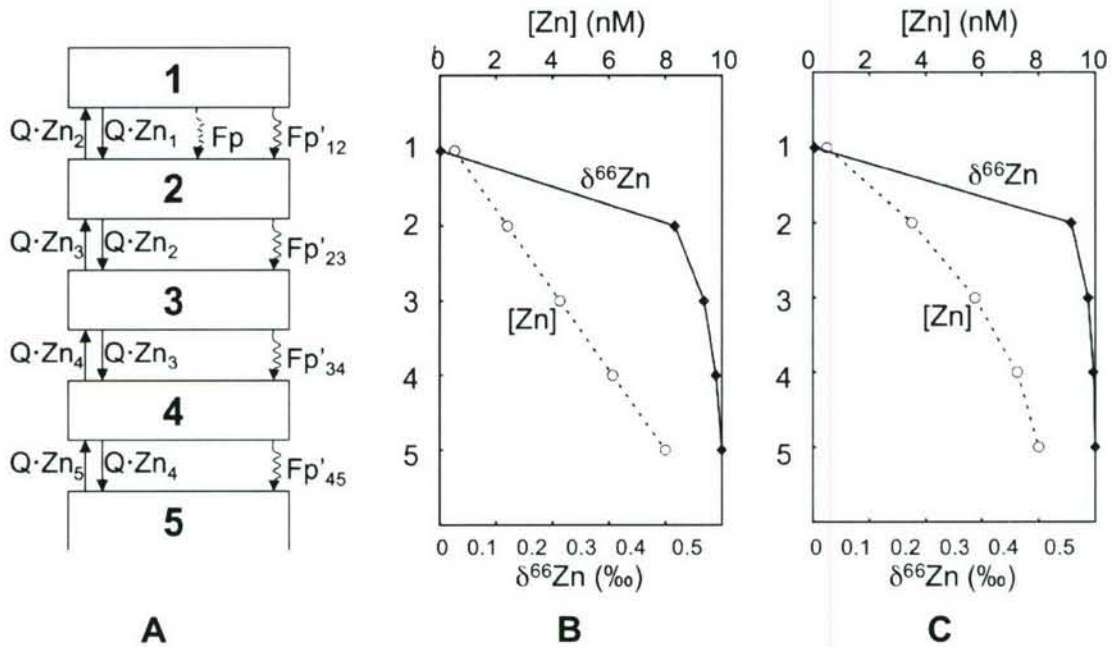 1
Q·Zn₂ Q·Zn₁ Fp Fp'₁₂
2
Q·Zn₃ Q·Zn₂ Fp'₂₃
3
Q·Zn₄ Q·Zn₃ Fp'₃₄
4
Q·Zn₅ Q·Zn₄ Fp'₄₅
5
A
[Zn] (nM)
0 2 4 6 8 10
1
2
3
4
5
δ⁶⁶Zn
[Zn]
0 0.1 0.2 0.3 0.4 0.5
δ⁶⁶Zn (‰)
B
[Zn] (nM)
0 2 4 6 8 10
1
2
3
4
5
δ⁶⁶Zn
[Zn]
0 0.1 0.2 0.3 0.4 0.5
δ⁶⁶Zn (‰)
C